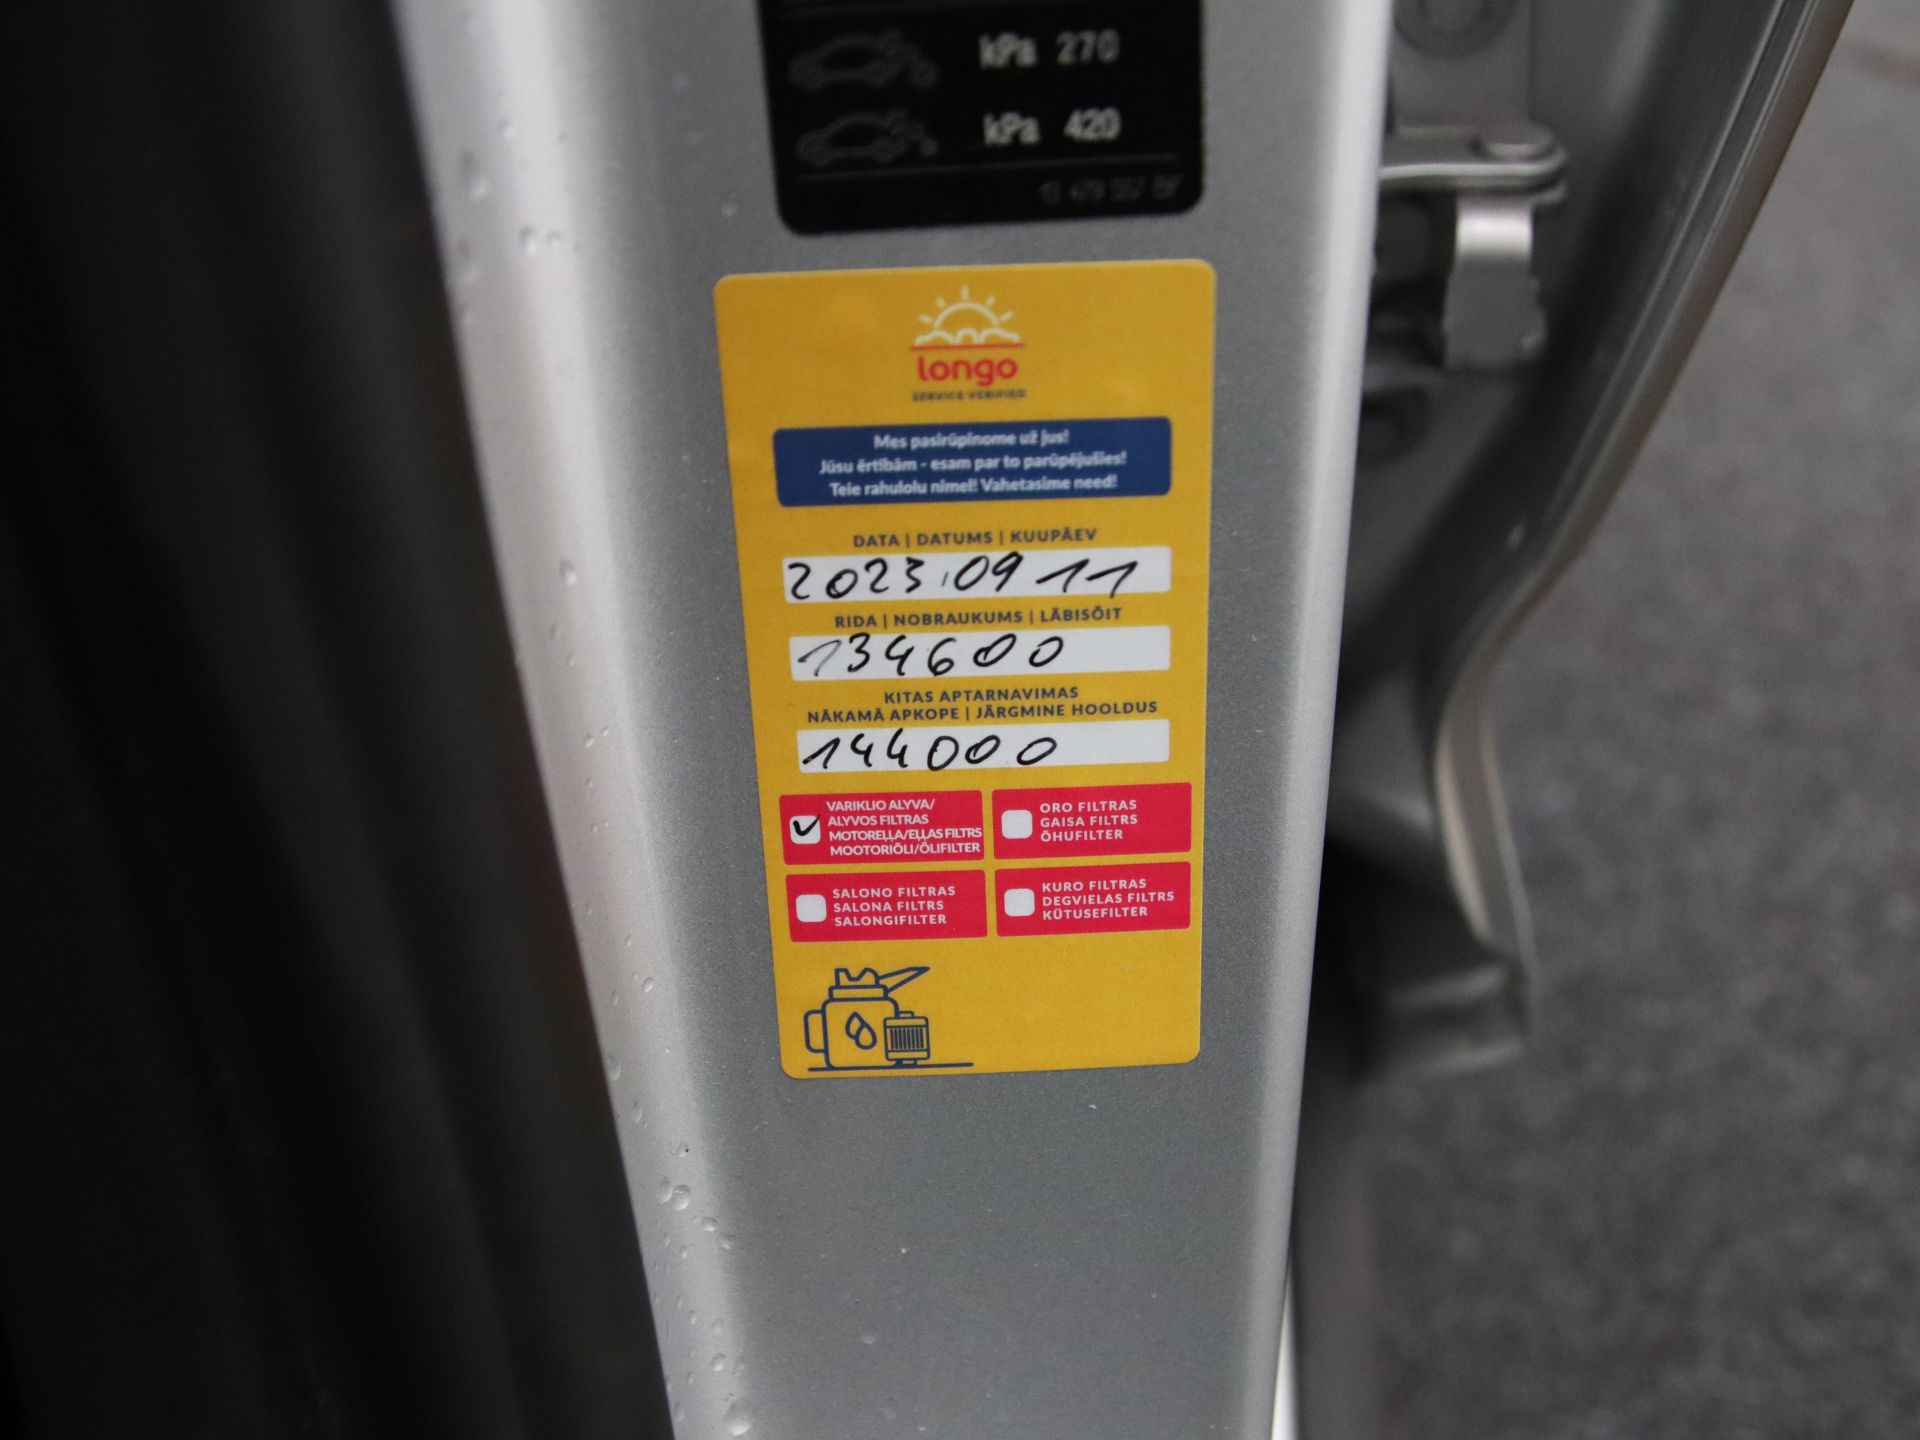 kPa 270
kPa 420
longo
SERVICE VERIFIED
Mes pasirūpinome už jus!
Jūsu ērtībām - esam par to parūpējušies!
Teie rahulolu nimel! Vahetasime need!
DATA | DATUMS | KUUPÄEV
2023.09 11
RIDA | NOBRAUKUMS | LÄBISÕIT
134600
KITAS APTARNAVIMAS
NĀKAMĀ APKOPE | JÄRGMINE HOOLDUS
144000
VARIKLIO ALYVA/
ALYVOS FILTRAS
MOTOREĻĻA/EĻĻAS FILTRS
MOOTORIÕLI/ÕLIFILTER
ORO FILTRAS
GAISA FILTRS
ÕHUFILTER
SALONO FILTRAS
SALONA FILTRS
SALONGIFILTER
KURO FILTRAS
DEGVIELAS FILTRS
KÜTUSEFILTER